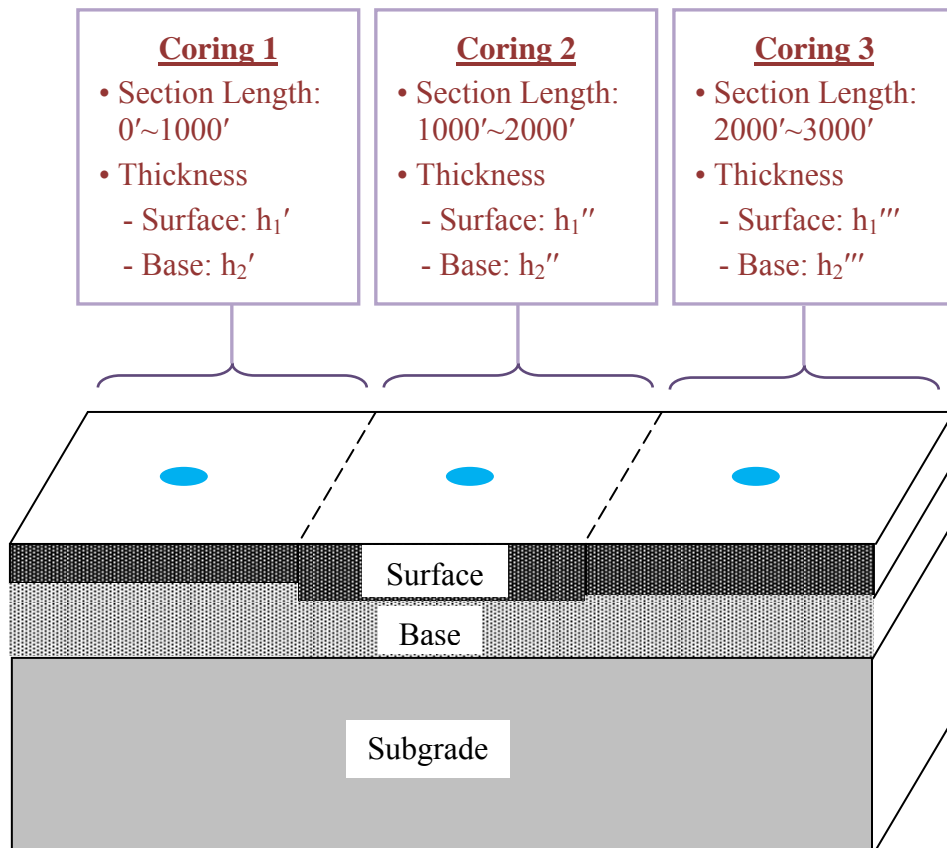 Coring 1
• Section Length:
0′~1000′
• Thickness
- Surface: h₁′
- Base: h₂′
Coring 2
• Section Length:
1000′~2000′
• Thickness
- Surface: h₁″
- Base: h₂″
Coring 3
• Section Length:
2000′~3000′
• Thickness
- Surface: h₁‴
- Base: h₂‴
Surface
Base
Subgrade